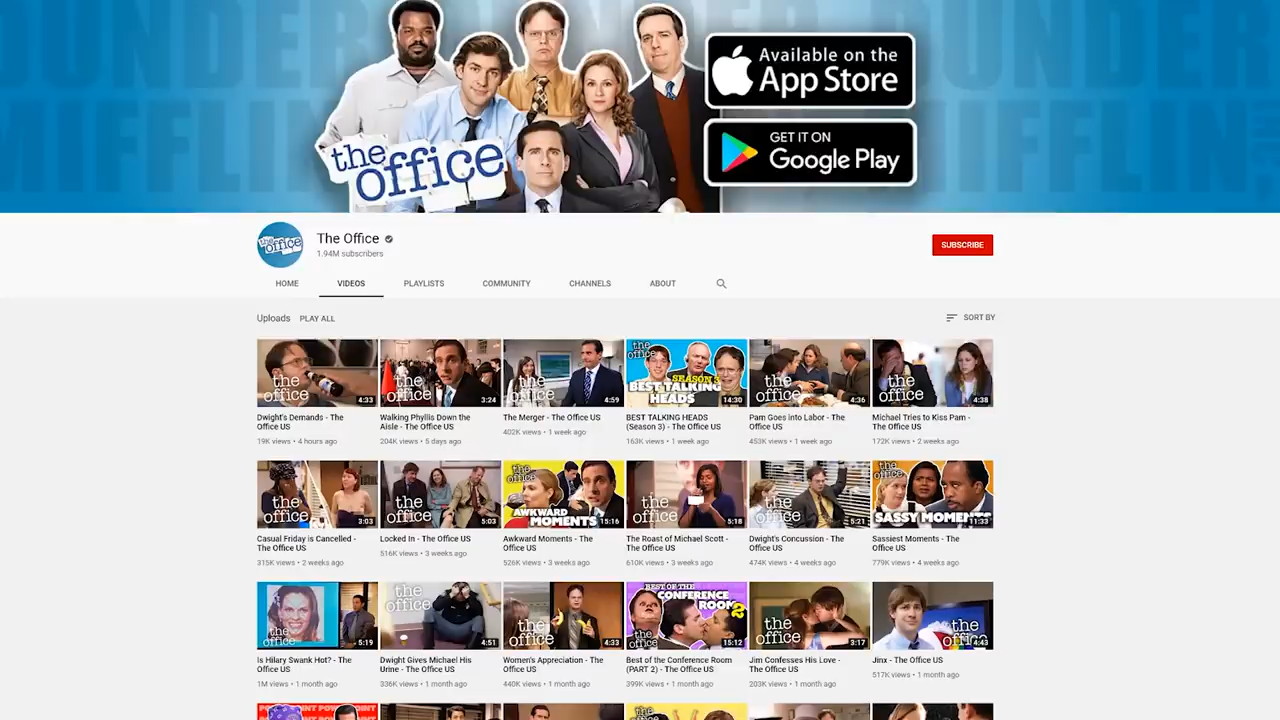 DUNDER
DUNDER
MIFFLIN
MIFFLIN
the office
Available on the
App Store
GET IT ON
Google Play
the office
The Office
1.94M subscribers
SUBSCRIBE
HOME
VIDEOS
PLAYLISTS
COMMUNITY
CHANNELS
ABOUT
Uploads
PLAY ALL
SORT BY
the office
4:33
the office
3:24
the office
4:59
the office
SEASON 3
BEST TALKING
HEADS
14:30
the office
4:36
the office
4:38
Dwight's Demands - The
Office US
19K views • 4 hours ago
Walking Phyllis Down the
Aisle - The Office US
204K views • 5 days ago
The Merger - The Office US
402K views • 1 week ago
BEST TALKING HEADS
(Season 3) - The Office US
163K views • 1 week ago
Pam Goes into Labor - The
Office US
453K views • 1 week ago
Michael Tries to Kiss Pam -
The Office US
172K views • 2 weeks ago
the office
3:03
the office
5:03
the office
AWKWARD
MOMENTS
15:16
the office
5:18
the office
5:21
the office
SASSY MOMENTS
11:33
Casual Friday is Cancelled -
The Office US
315K views • 2 weeks ago
Locked In - The Office US
516K views • 3 weeks ago
Awkward Moments - The
Office US
526K views • 3 weeks ago
The Roast of Michael Scott -
The Office US
610K views • 3 weeks ago
Dwight's Concussion - The
Office US
474K views • 4 weeks ago
Sassiest Moments - The
Office US
779K views • 4 weeks ago
the office
5:19
the office
4:51
the office
4:33
BEST OF THE
CONFERENCE
ROOM
2
the office
15:12
the office
3:17
the office
4:43
Is Hilary Swank Hot? - The
Office US
1M views • 1 month ago
Dwight Gives Michael His
Urine - The Office US
336K views • 1 month ago
Women's Appreciation - The
Office US
440K views • 1 month ago
Best of the Conference Room
(PART 2) - The Office US
399K views • 1 month ago
Jim Confesses His Love -
The Office US
203K views • 1 month ago
Jinx - The Office US
517K views • 1 month ago
the